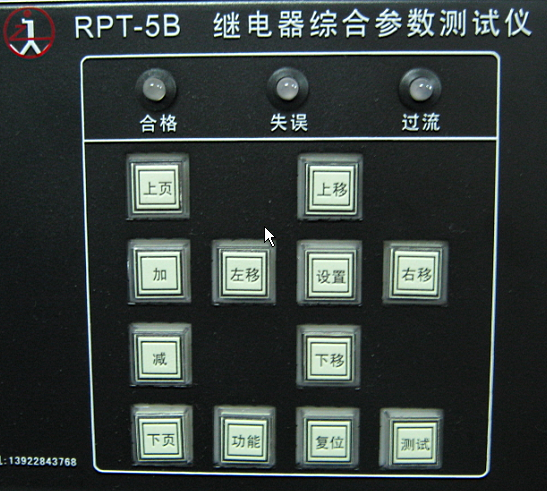 RPT-5B 继电器综合参数测试仪
合格 失误 过流
上页 上移
加 左移 设置 右移
减 下移
下页 功能 复位 测试
:13922843768